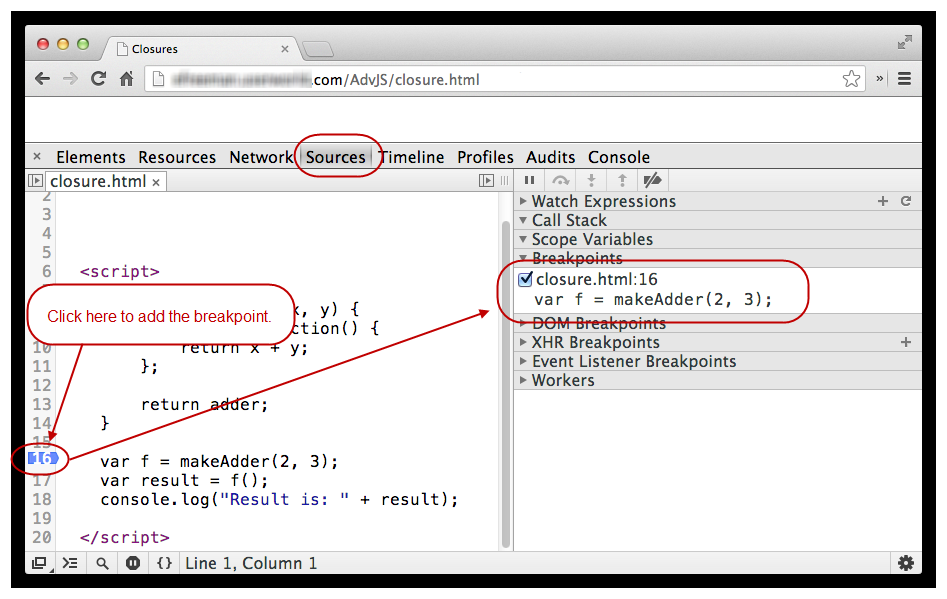 Closures ×
.com/AdvJS/closure.html »
× Elements Resources Network Sources Timeline Profiles Audits Console
closure.html ×
2
3
4
5
6 <script>
Click here to add the breakpoint.
, y) {
ction() {
10 return x + y;
11 };
12
13 return adder;
14 }
15
16 var f = makeAdder(2, 3);
17 var result = f();
18 console.log("Result is: " + result);
19
20 </script>
Watch Expressions +
Call Stack
Scope Variables
Breakpoints
closure.html:16
var f = makeAdder(2, 3);
DOM Breakpoints
XHR Breakpoints +
Event Listener Breakpoints
Workers
{} Line 1, Column 1